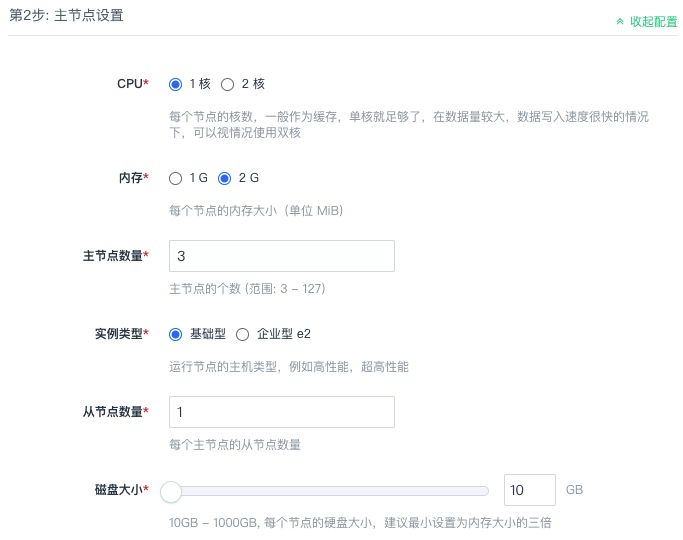 第2步: 主节点设置
收起配置
CPU* 1 核 2 核
每个节点的核数，一般作为缓存，单核就足够了，在数据量较大，数据写入速度很快的情况
下，可以视情况使用双核
内存* 1 G 2 G
每个节点的内存大小（单位 MiB）
主节点数量* 3
主节点的个数 (范围: 3 - 127)
实例类型* 基础型 企业型 e2
运行节点的主机类型，例如高性能，超高性能
从节点数量* 1
每个主节点的从节点数量
磁盘大小* 10 GB
10GB - 1000GB, 每个节点的硬盘大小，建议最小设置为内存大小的三倍